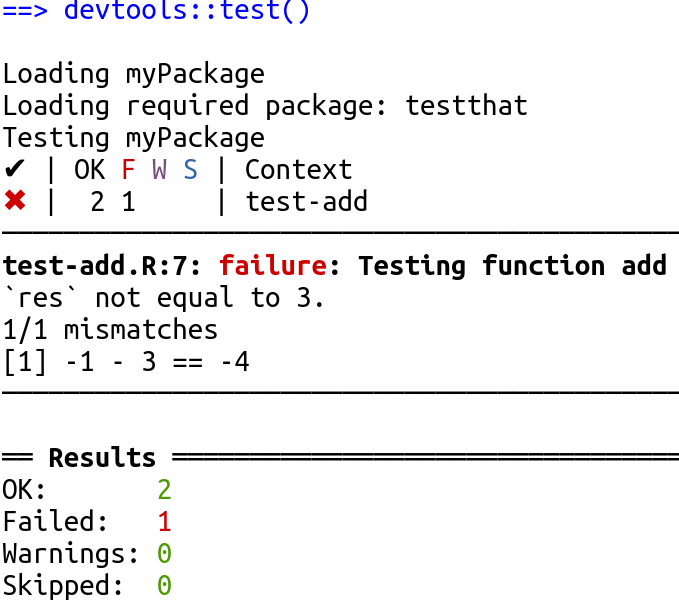 ==> devtools::test()
Loading myPackage
Loading required package: testthat
Testing myPackage
✔ | OK F W S | Context
✖ |  2 1     | test-add
test-add.R:7: failure: Testing function add
`res` not equal to 3.
1/1 mismatches
[1] -1 - 3 == -4
══ Results ═════════════════════════════════
OK:       2
Failed:   1
Warnings: 0
Skipped:  0